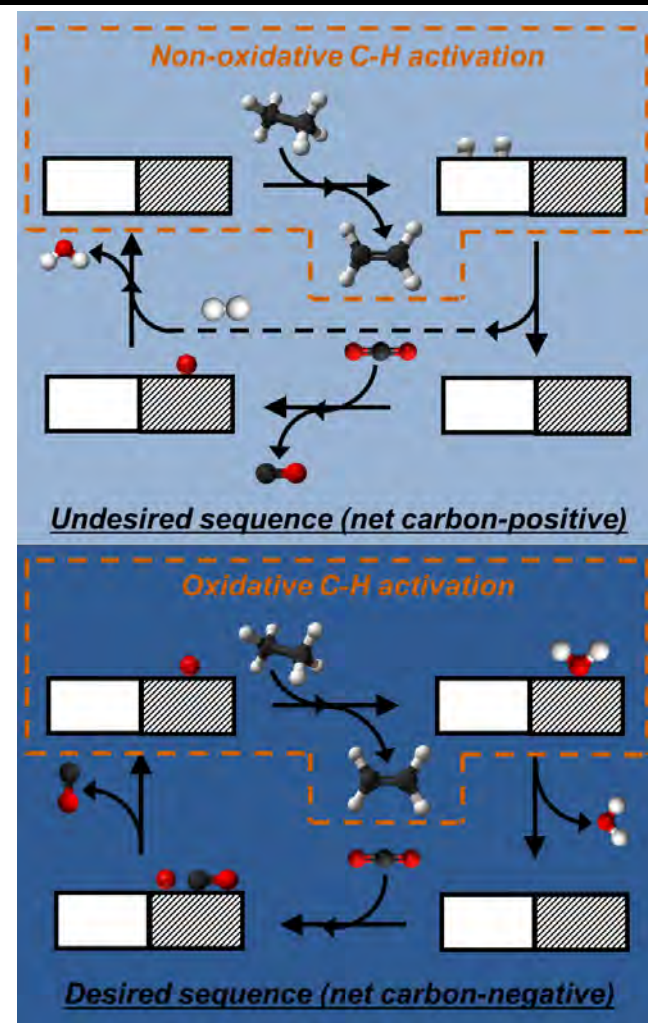 Non-oxidative C-H activation
Undesired sequence (net carbon-positive)
Oxidative C-H activation
Desired sequence (net carbon-negative)